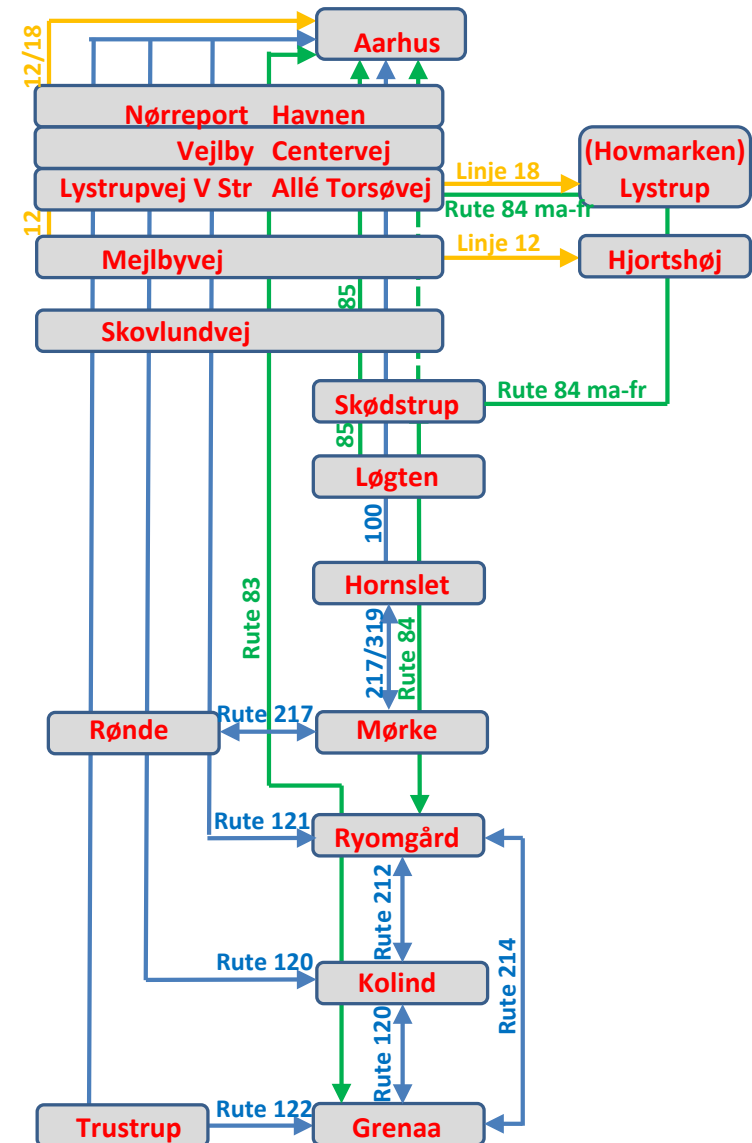 Aarhus
12/18
Nørreport Havnen
Vejlby Centervej
Lystrupvej V Str Allé Torsøvej
Linje 18
(Hovmarken)
Lystrup
Rute 84 ma-fr
12
Mejlbyvej
Linje 12
Hjortshøj
85
Skovlundvej
Skødstrup
Rute 84 ma-fr
85
Løgten
100
Hornslet
Rute 83
217/319
Rute 84
Rønde
Rute 217
Mørke
Rute 121
Ryomgård
Rute 212
Rute 214
Rute 120
Kolind
Rute 120
Trustrup
Rute 122
Grenaa